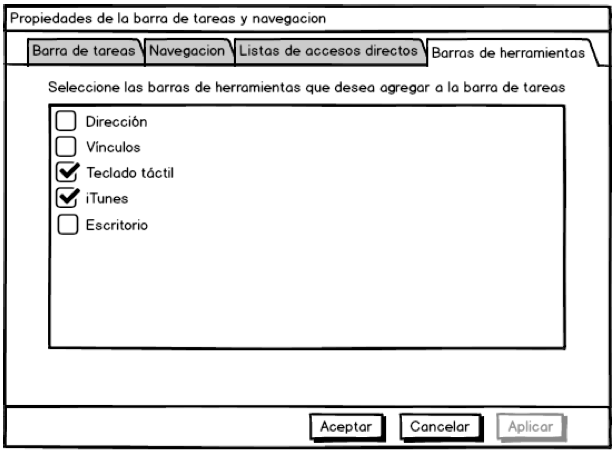 Propiedades de la barra de tareas y navegacion
Barra de tareas Navegacion Listas de accesos directos Barras de herramientas
Seleccione las barras de herramientas que desea agregar a la barra de tareas
Dirección
Vínculos
Teclado táctil
iTunes
Escritorio
Aceptar Cancelar Aplicar